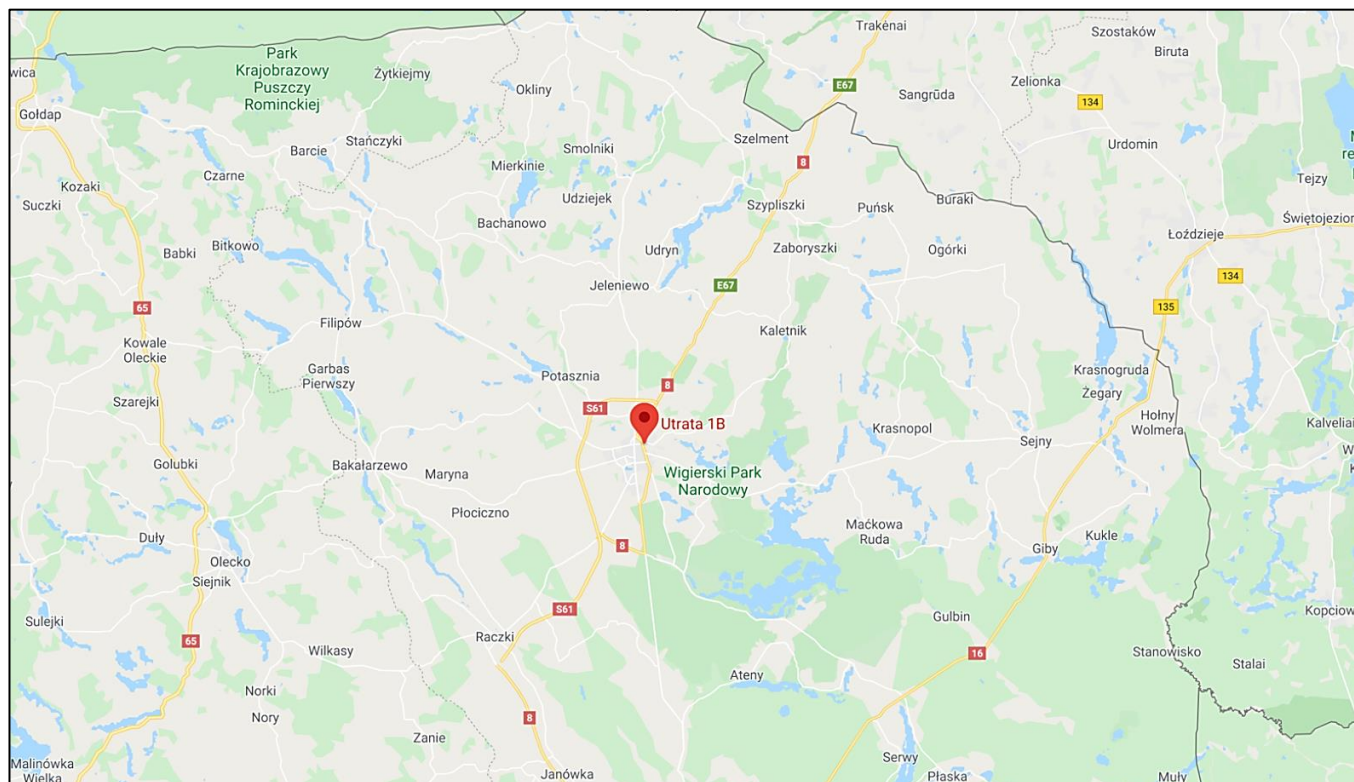 Trakėnai
Szostaków
Biruta
Park
Krajobrazowy
Puszczy
Rominckiej
Żytkiejmy
Okliny
E67
Sangrūda
Zelionka
134
wica
Gołdap
Szelment
Stańczyki
Barcie
Smolniki
Mierkinie
8
Urdomin
Czarne
Kozaki
Suczki
Udziejek
Szypliszki
Puńsk
Buraki
Tejzy
Bachanowo
Świętojezior
Łoździeje
Bitkowo
Babki
Udryn
Zaboryszki
Ogórki
134
Jeleniewo
E67
65
135
Filipów
Kaletnik
Kowale
Oleckie
Garbas
Pierwszy
Potasznia
8
Krasnogruda
Żegary
Szarejki
S61
Utrata 1B
Hołny
Wolmera
Kalveliai
Krasnopol
Sejny
Golubki
Bakałarzewo
Maryna
Wigierski Park
Narodowy
Płociczno
Maćkowa
Ruda
Duły
Olecko
Siejnik
8
Giby
Kukle
S61
Sulejki
Gulbin
Kopciow
Raczki
65
Wilkasy
16
Stanowisko
Stalai
Ateny
Norki
Nory
8
Zanie
Serwy
Malinówka
Wielka
Janówka
Płaska
Muły